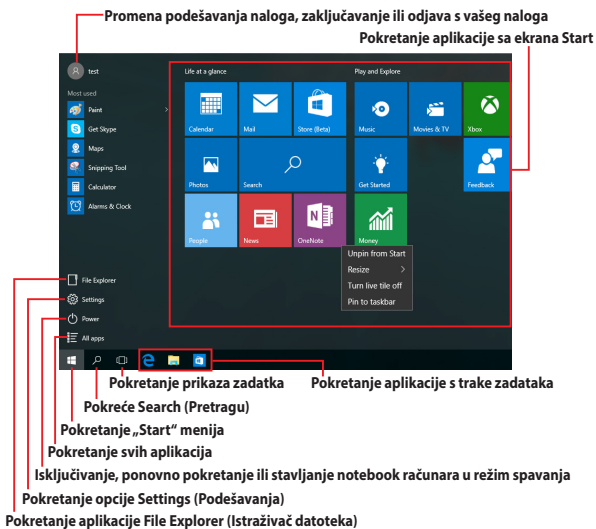 Promena podešavanja naloga, zaključavanje ili odjava s vašeg naloga
Pokretanje aplikacije sa ekrana Start
test
Most used
Paint
Get Skype
Maps
Snipping Tool
Calculator
Alarms & Clock
File Explorer
Settings
Power
All apps
Life at a glance
Play and Explore
Calendar
Mail
Store (Beta)
Music
Movies & TV
Xbox
Photos
Search
Get Started
Feedback
People
News
OneNote
Money
Unpin from Start
Resize
Turn live tile off
Pin to taskbar
Pokretanje prikaza zadatka
Pokretanje aplikacije s trake zadataka
Pokreće Search (Pretragu)
Pokretanje „Start“ menija
Pokretanje svih aplikacija
Isključivanje, ponovno pokretanje ili stavljanje notebook računara u režim spavanja
Pokretanje opcije Settings (Podešavanja)
Pokretanje aplikacije File Explorer (Istraživač datoteka)